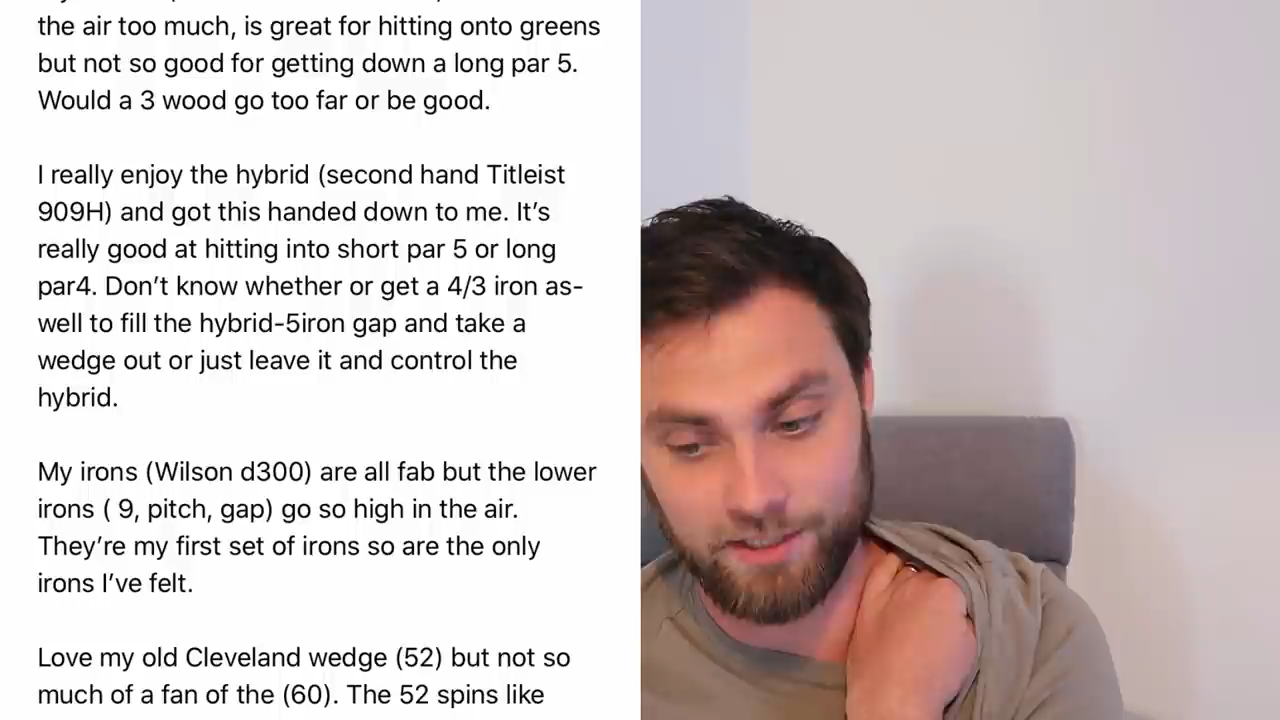 the air too much, is great for hitting onto greens
but not so good for getting down a long par 5.
Would a 3 wood go too far or be good.
I really enjoy the hybrid (second hand Titleist
909H) and got this handed down to me. It’s
really good at hitting into short par 5 or long
par4. Don’t know whether or get a 4/3 iron as-
well to fill the hybrid-5iron gap and take a
wedge out or just leave it and control the
hybrid.
My irons (Wilson d300) are all fab but the lower
irons ( 9, pitch, gap) go so high in the air.
They’re my first set of irons so are the only
irons I’ve felt.
Love my old Cleveland wedge (52) but not so
much of a fan of the (60). The 52 spins like